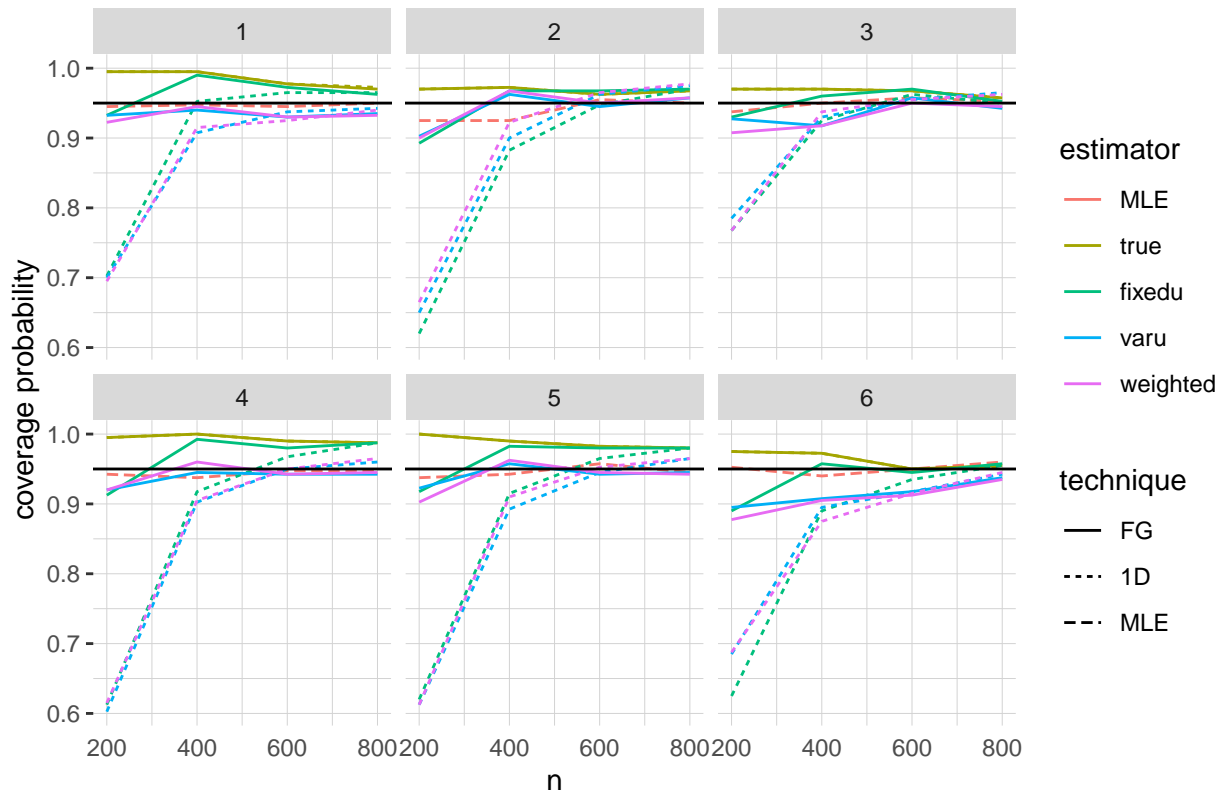 1
2
3
1.0
0.9
0.8
0.7
0.6
4
5
6
1.0
0.9
0.8
0.7
0.6
200 400 600 800
200 400 600 800
200 400 600 800
n
coverage probability
estimator
MLE
true
fixedu
varu
weighted
technique
FG
1D
MLE